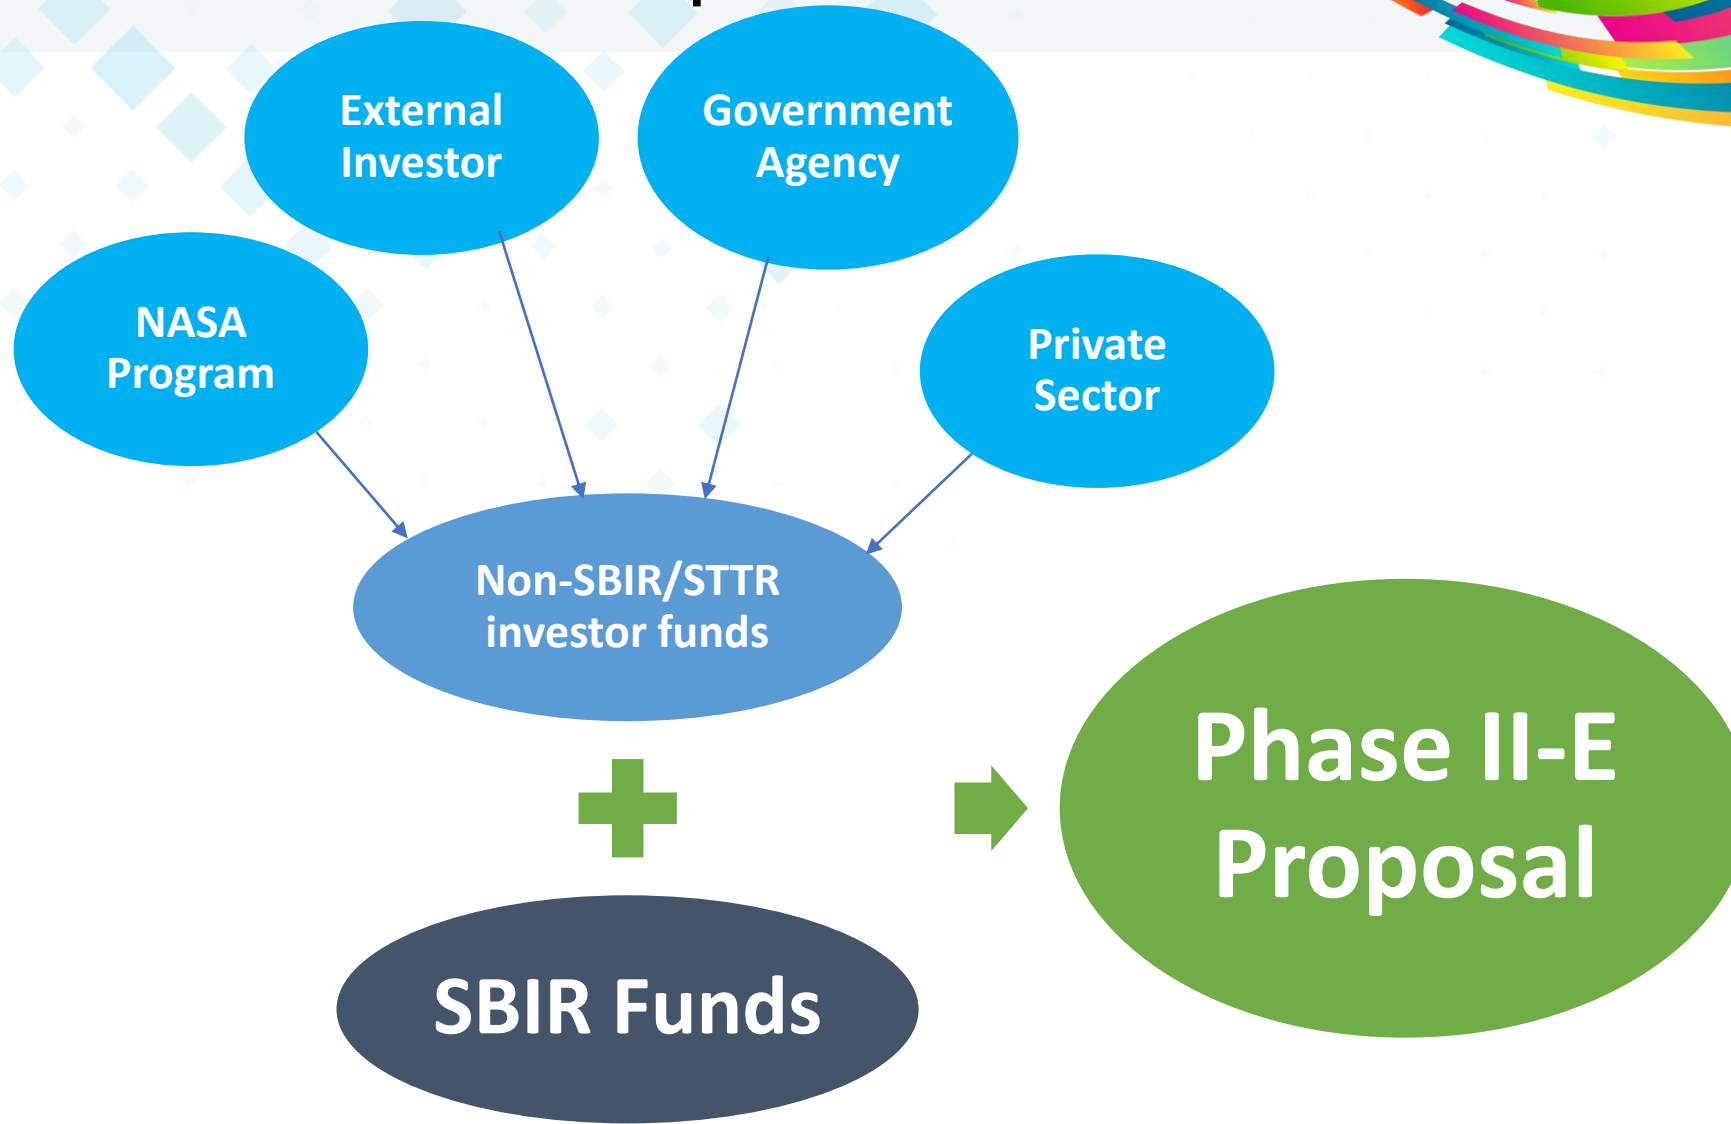 External
Investor
Government
Agency
NASA
Program
Private
Sector
Non-SBIR/STTR
investor funds
Phase II-E
Proposal
SBIR Funds